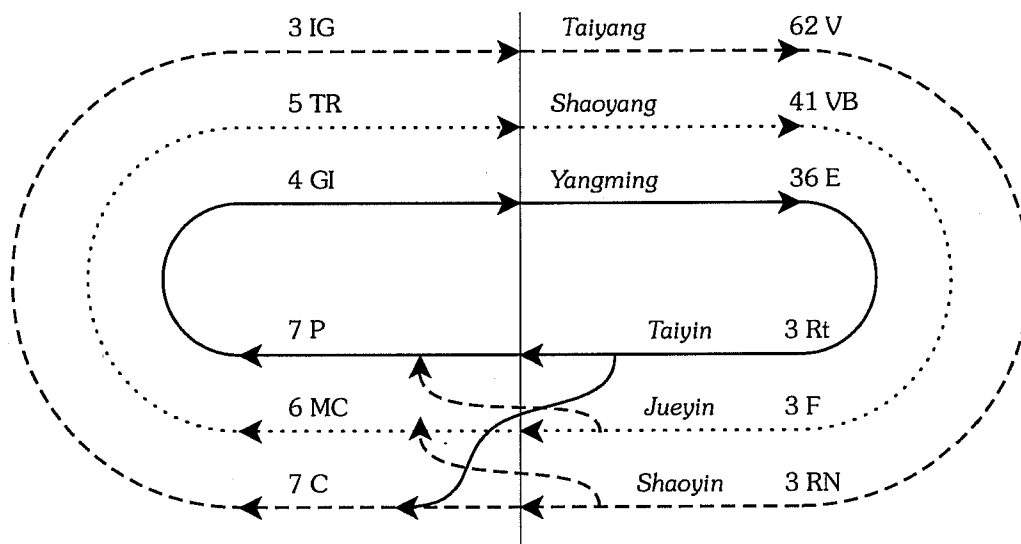 3 IG Taiyang 62 V
5 TR Shaoyang 41 VB
4 GI Yangming 36 E
7 P Taiyin 3 Rt
6 MC Jueyin 3 F
7 C Shaoyin 3 RN